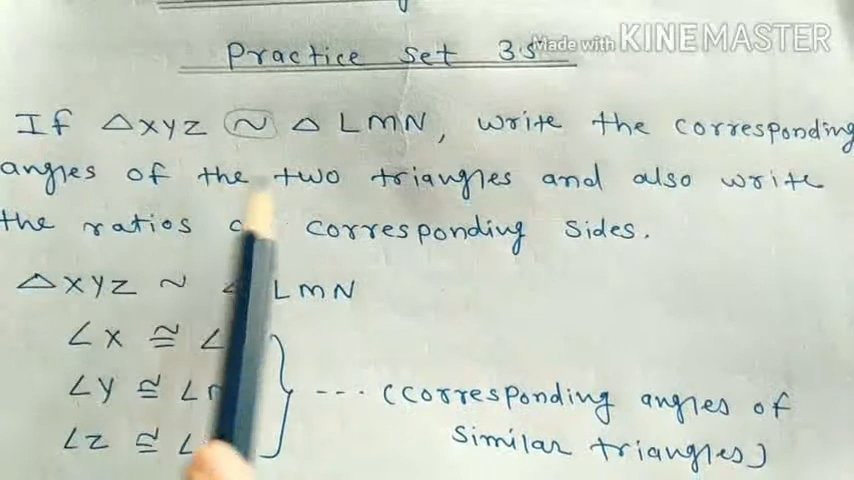 Practice Set 3.5
Made with KINEMASTER
If △XYZ ~ △LMN, write the corresponding
angles of the two triangles and also write
the ratios corresponding sides.
△XYZ ~ △LMN
∠X ≅ ∠
∠Y ≅ ∠
∠Z ≅ ∠
---- (corresponding angles of
similar triangles)